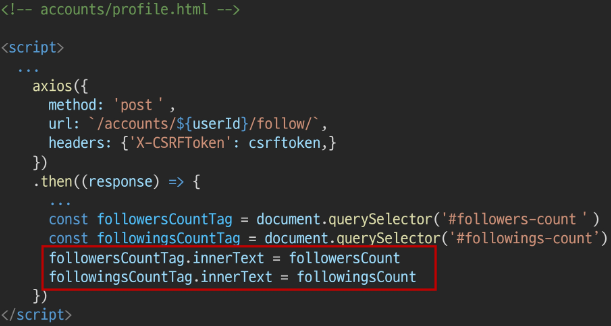 <!-- accounts/profile.html -->
<script>
...
axios({
method: 'post',
url: `/accounts/${userId}/follow/`,
headers: {'X-CSRFToken': csrftoken,}
})
.then((response) => {
...
const followersCountTag = document.querySelector('#followers-count')
const followingsCountTag = document.querySelector('#followings-count')
followersCountTag.innerText = followersCount
followingsCountTag.innerText = followingsCount
})
</script>